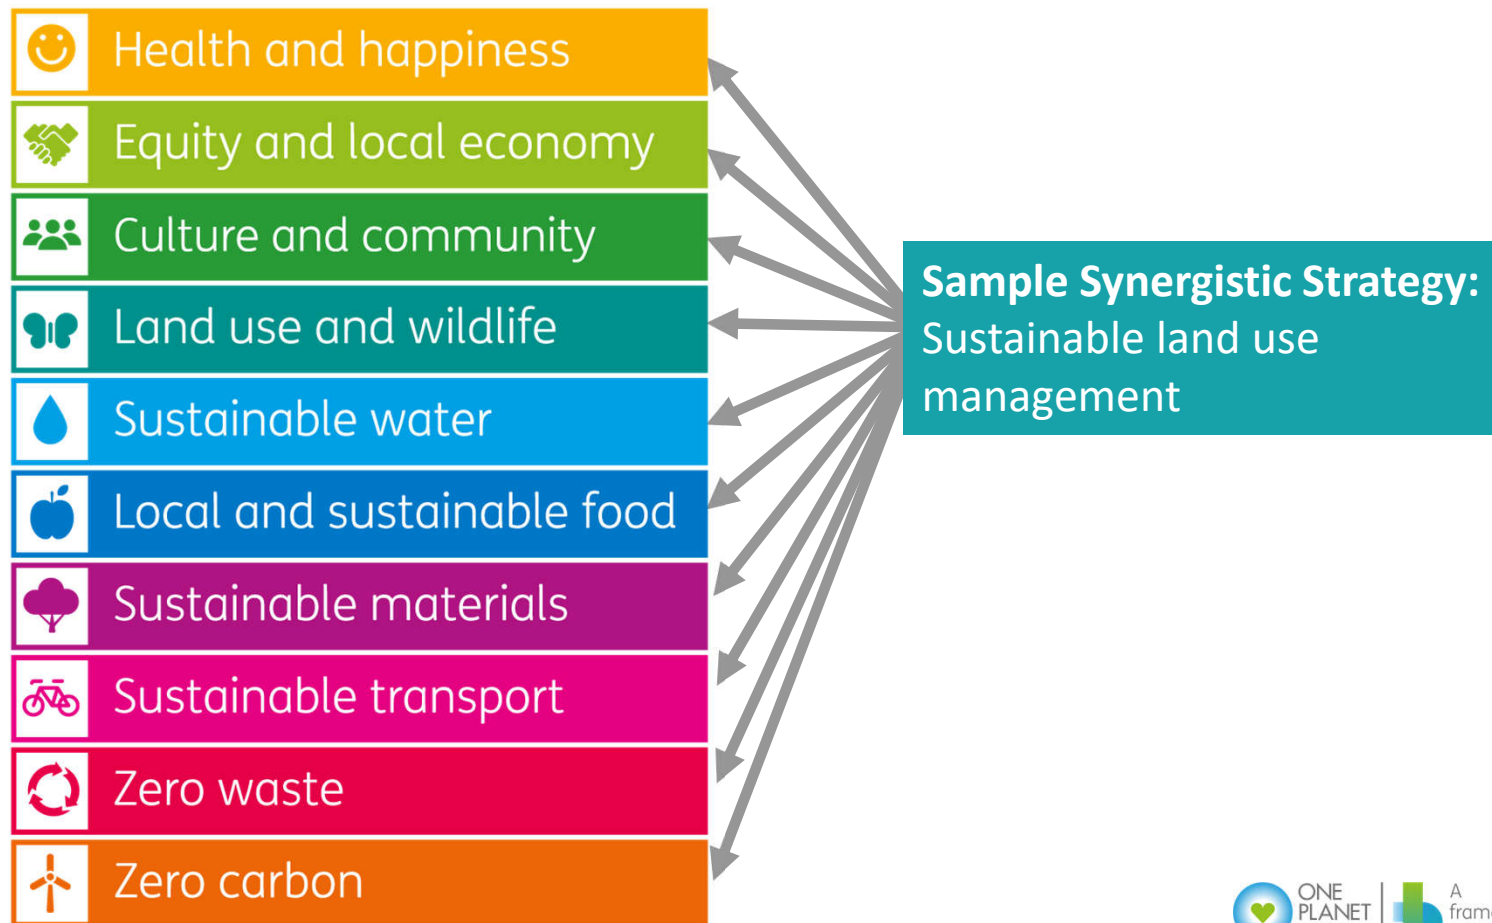 Health and happiness
Equity and local economy
Culture and community
Land use and wildlife
Sustainable water
Local and sustainable food
Sustainable materials
Sustainable transport
Zero waste
Zero carbon
Sample Synergistic Strategy:
Sustainable land use
management
ONE
PLANET
A